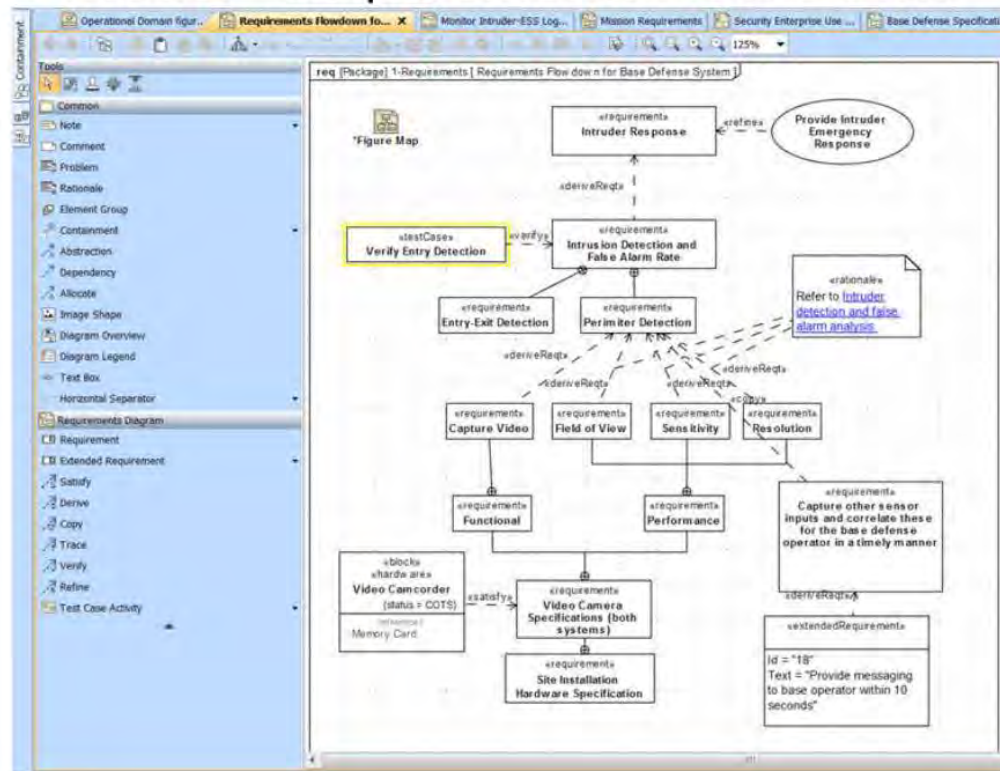 Operational Domain figur..
Requirements Flowdown fo... X
Monitor Intruder-ESS Log...
Mission Requirements
Security Enterprise Use ...
Base Defense Specificati
Containment
125%
Tools
Common
Note
Comment
Problem
Rationale
Element Group
Containment
Abstraction
Dependency
Allocate
Image Shape
Diagram Overview
Diagram Legend
Text Box
Horizontal Separator
Requirements Diagram
Requirement
Extended Requirement
Satisfy
Derive
Copy
Trace
Verify
Refine
Test Case Activity
req [Package] 1-Requirements [ Requirements Flow down for Base Defense System ]
*Figure Map
«requirement»
Intruder Response
«refine»
Provide Intruder
Emergency
Response
«deriveReqt»
«testCase»
Verify Entry Detection
«verify»
«requirement»
Intrusion Detection and
False Alarm Rate
«rationale»
Refer to Intruder
detection and false
alarm analysis.
«requirement»
Entry-Exit Detection
«requirement»
Perimiter Detection
«deriveReqt»
«deriveReqt»
«deriveReqt»
«deriveReqt»
«copy»
«requirement»
Capture Video
«requirement»
Field of View
«requirement»
Sensitivity
«requirement»
Resolution
«requirement»
Functional
«requirement»
Performance
«requirement»
Capture other sensor
inputs and correlate these
for the base defense
operator in a timely manner
«block»
«hardware»
Video Camcorder
(status = COTS)
Memory Card
«satisfy»
«requirement»
Video Camera
Specifications (both
systems)
«deriveReqt»
«extendedRequirement»
Id = "18"
Text = "Provide messaging
to base operator within 10
seconds"
«requirement»
Site Installation
Hardware Specification